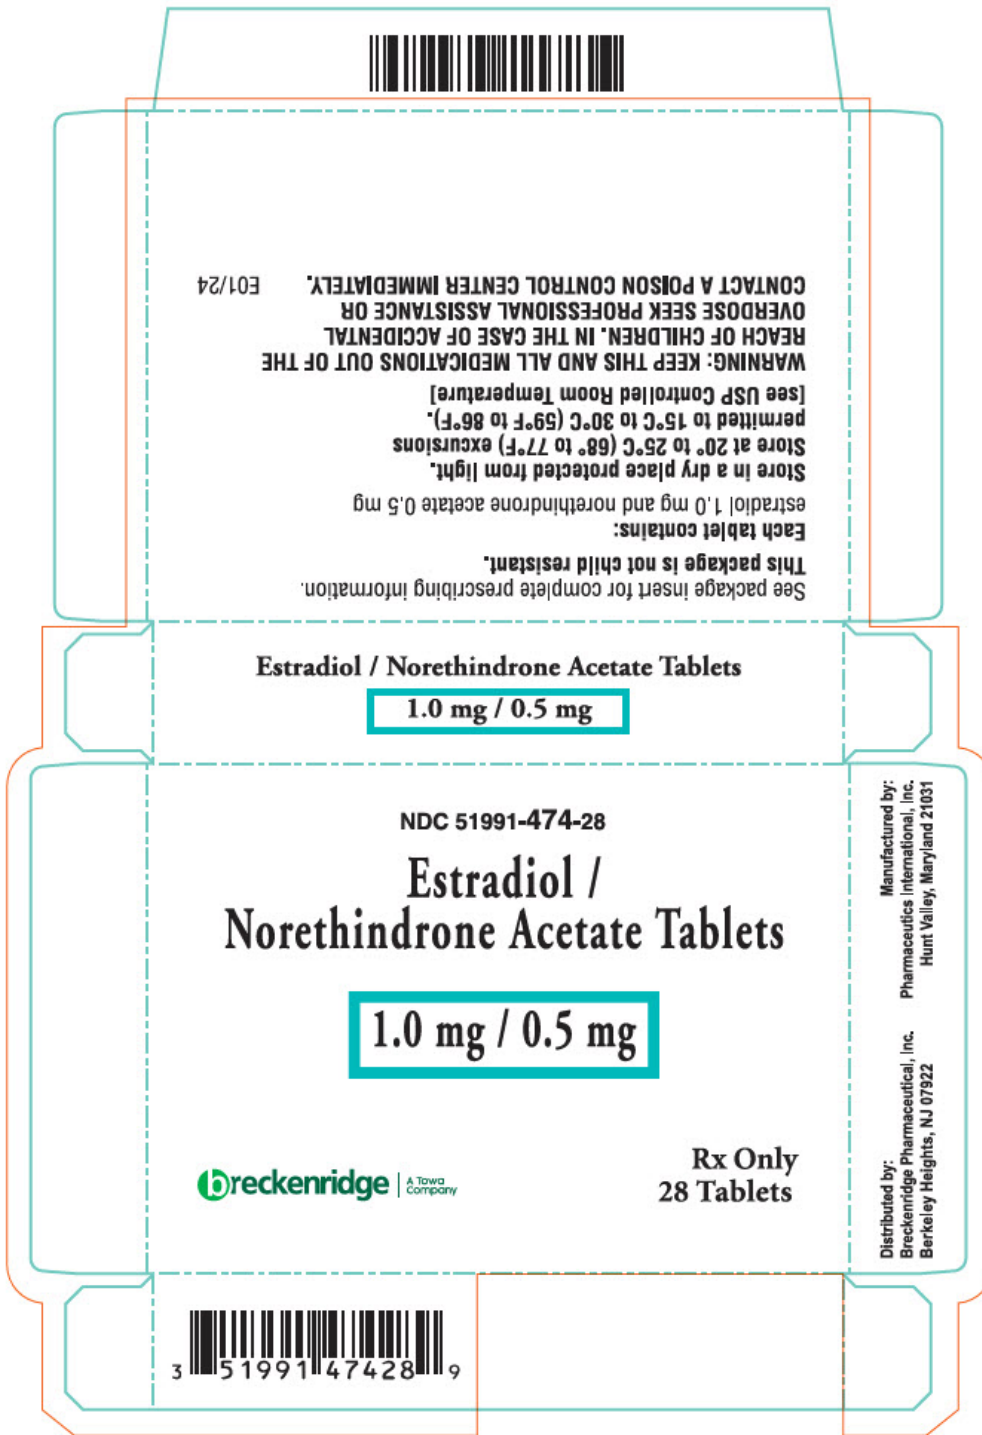 See package insert for complete prescribing information.
This package is not child resistant.
Each tablet contains:
estradiol 1.0 mg and norethindrone acetate 0.5 mg
Store in a dry place protected from light.
Store at 20° to 25°C (68° to 77°F) excursions
permitted to 15°C to 30°C (59°F to 86°F).
[see USP Controlled Room Temperature]
WARNING: KEEP THIS AND ALL MEDICATIONS OUT OF THE
REACH OF CHILDREN. IN THE CASE OF ACCIDENTAL
OVERDOSE SEEK PROFESSIONAL ASSISTANCE OR
CONTACT A POISON CONTROL CENTER IMMEDIATELY. E01/24
Estradiol / Norethindrone Acetate Tablets
1.0 mg / 0.5 mg
NDC 51991-474-28
Estradiol /
Norethindrone Acetate Tablets
1.0 mg / 0.5 mg
breckenridge
A Towa
Company
Rx Only
28 Tablets
Manufactured by:
Pharmaceutics International, Inc.
Hunt Valley, Maryland 21031
Distributed by:
Breckenridge Pharmaceutical, Inc.
Berkeley Heights, NJ 07922
3 51991 47428 9